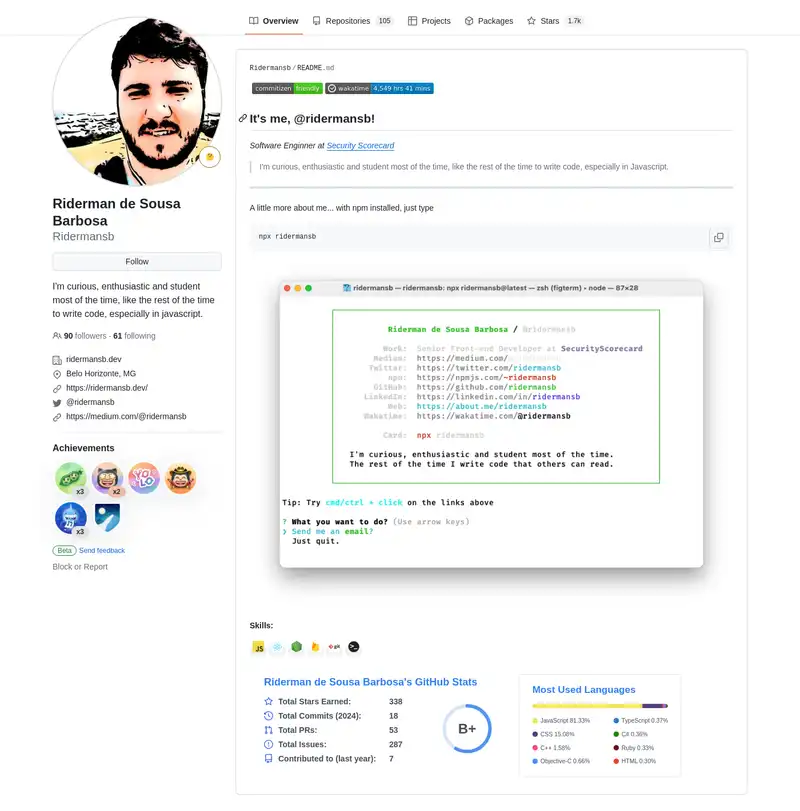 Overview
Repositories 105
Projects
Packages
Stars 1.7k
Riderman de Sousa
Barbosa
Ridermansb
Follow
I'm curious, enthusiastic and student
most of the time, like the rest of the time
to write code, especially in javascript.
90 followers · 61 following
ridermansb.dev
Belo Horizonte, MG
https://ridermansb.dev/
@ridermansb
https://medium.com/@ridermansb
Achievements
x3
x2
YOLO
x3
Beta Send feedback
Block or Report
Ridermansb/README.md
commitizen friendly wakatime 4,549 hrs 41 mins
It's me, @ridermansb!
Software Enginner at Security Scorecard
I'm curious, enthusiastic and student most of the time, like the rest of the time to write code, especially in Javascript.
A little more about me... with npm installed, just type
npx ridermansb
ridermansb — ridermansb: npx ridermansb@latest — zsh (figterm) • node — 87×28
Riderman de Sousa Barbosa / @ridermansb
Work: Senior Front-end Developer at SecurityScorecard
Medium: https://medium.com/
Twitter: https://twitter.com/ridermansb
npm: https://npmjs.com/~ridermansb
GitHub: https://github.com/ridermansb
LinkedIn: https://linkedin.com/in/ridermansb
Web: https://about.me/ridermansb
Wakatime: https://wakatime.com/@ridermansb
Card: npx ridermansb
I'm curious, enthusiastic and student most of the time.
The rest of the time I write code that others can read.
Tip: Try cmd/ctrl + click on the links above
? What you want to do? (Use arrow keys)
❯ Send me an email?
Just quit.
Skills:
JS
git
Riderman de Sousa Barbosa's GitHub Stats
Total Stars Earned: 338
Total Commits (2024): 18
Total PRs: 53
Total Issues: 287
Contributed to (last year): 7
B+
Most Used Languages
JavaScript 81.33%
TypeScript 0.37%
CSS 15.08%
C# 0.36%
C++ 1.58%
Ruby 0.33%
Objective-C 0.66%
HTML 0.30%